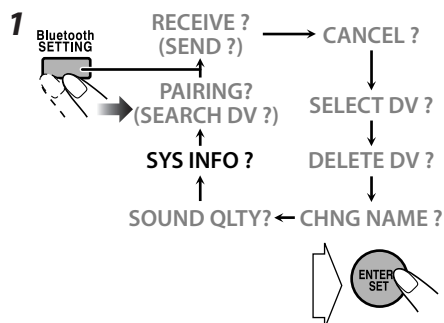 1
Bluetooth
SETTING
RECEIVE ?
(SEND ?)
CANCEL ?
PAIRING?
(SEARCH DV ?)
SELECT DV ?
SYS INFO ?
DELETE DV ?
SOUND QLTY?
CHNG NAME ?
ENTER
SET